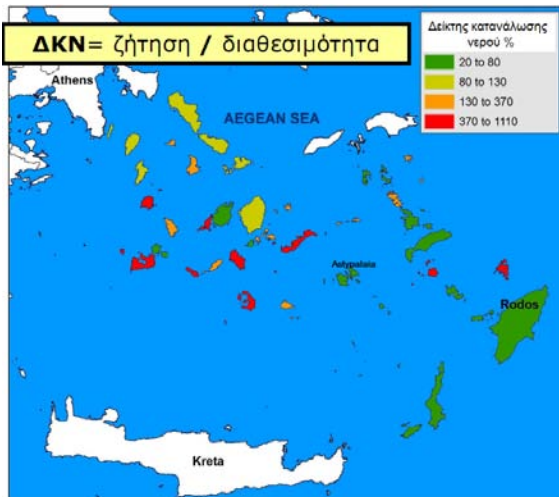 ΔΚΝ= ζήτηση / διαθεσιμότητα
Δείκτης κατανάλωσης
νερού %
20 to 80
80 to 130
130 to 370
370 to 1110
Athens
AEGEAN SEA
Astypalaia
Rodos
Kreta